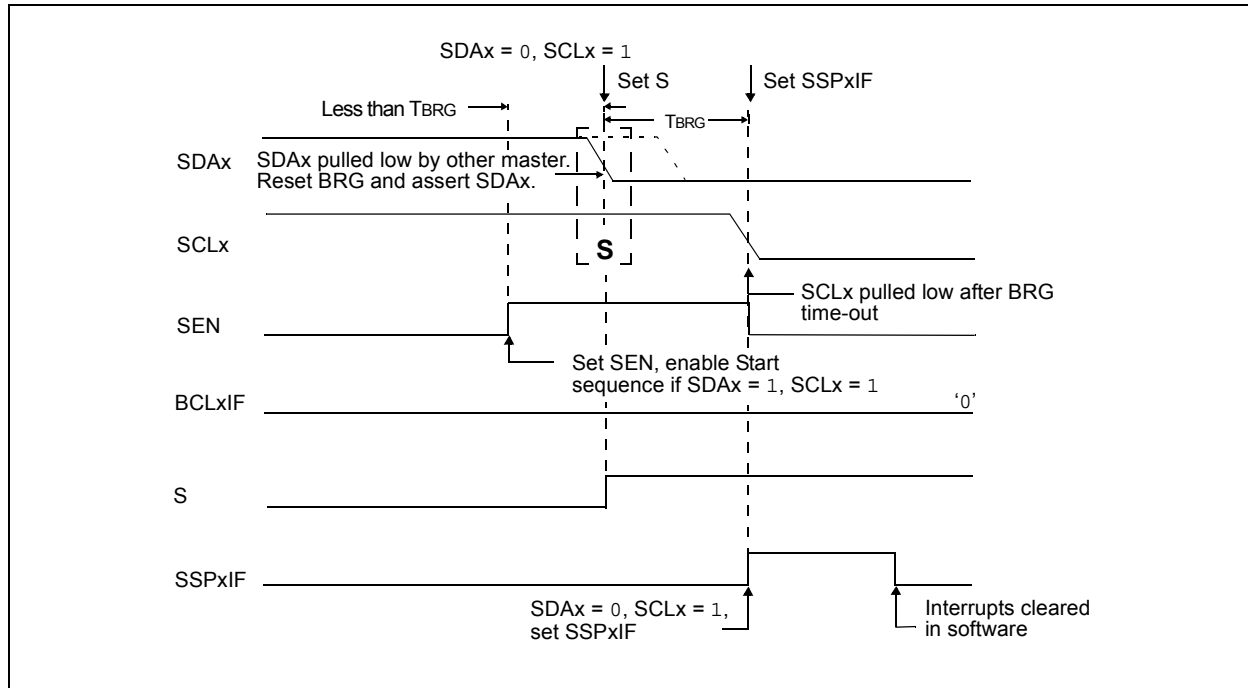 SDAx = 0, SCLx = 1
Set S
Set SSPxIF
Less than TBRG
TBRG
SDAx
SDAx pulled low by other master.
Reset BRG and assert SDAx.
SCLx
S
SCLx pulled low after BRG
time-out
SEN
Set SEN, enable Start
sequence if SDAx = 1, SCLx = 1
BCLxIF
‘0’
S
SSPxIF
SDAx = 0, SCLx = 1,
set SSPxIF
Interrupts cleared
in software